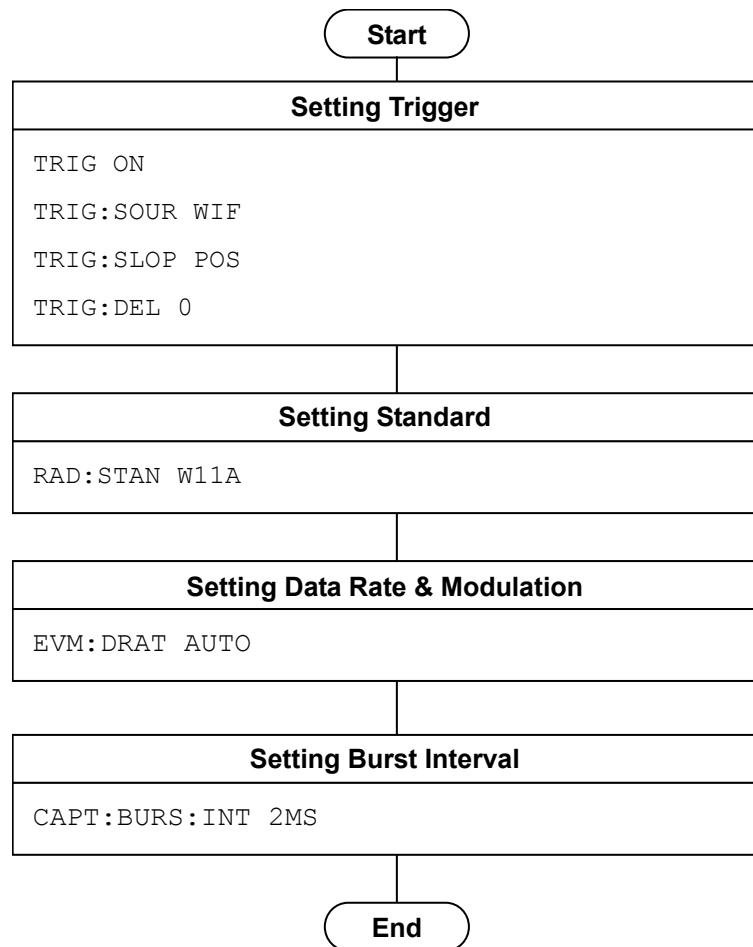 Start
Setting Trigger
TRIG ON
TRIG:SOUR WIF
TRIG:SLOP POS
TRIG:DEL 0
Setting Standard
RAD:STAN W11A
Setting Data Rate & Modulation
EVM:DRAT AUTO
Setting Burst Interval
CAPT:BURS:INT 2MS
End